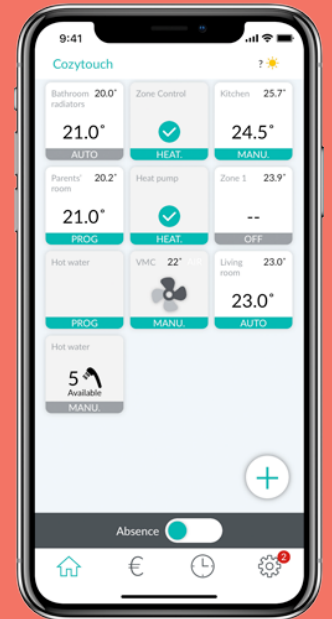 9:41
Cozytouch
?
Bathroom radiators 20.0°
21.0°
AUTO
Zone Control
HEAT.
Kitchen 25.7°
24.5°
MANU.
Parents' room 20.2°
21.0°
PROG
Heat pump
HEAT.
Zone 1 23.9°
--
OFF
Hot water
PROG
VMC 22°
MANU.
Living room 23.0°
23.0°
AUTO
Hot water
5
Available
MANU.
+
Absence
€
2